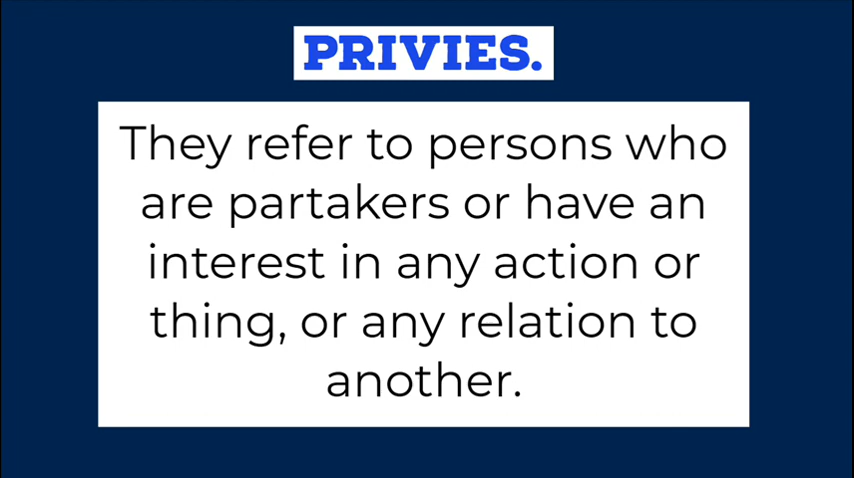 PRIVIES.
They refer to persons who
are partakers or have an
interest in any action or
thing, or any relation to
another.